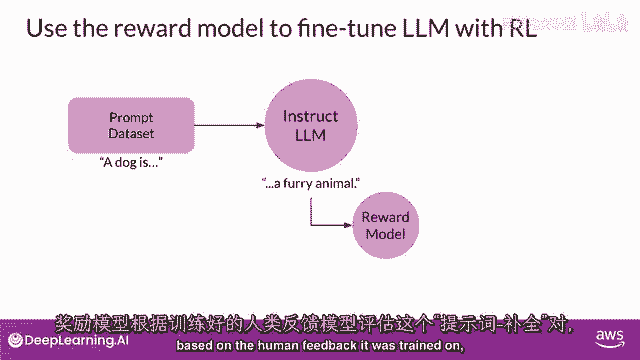 Use the reward model to fine-tune LLM with RL
Prompt
Dataset
"A dog is..."
Instruct
LLM
"...a furry animal."
Reward
Model
奖励模型根据训练好的人类反馈模型评估这个“提示词-补全”对，
based on the human feedback it was trained on,
DeepLearning.AI
aws